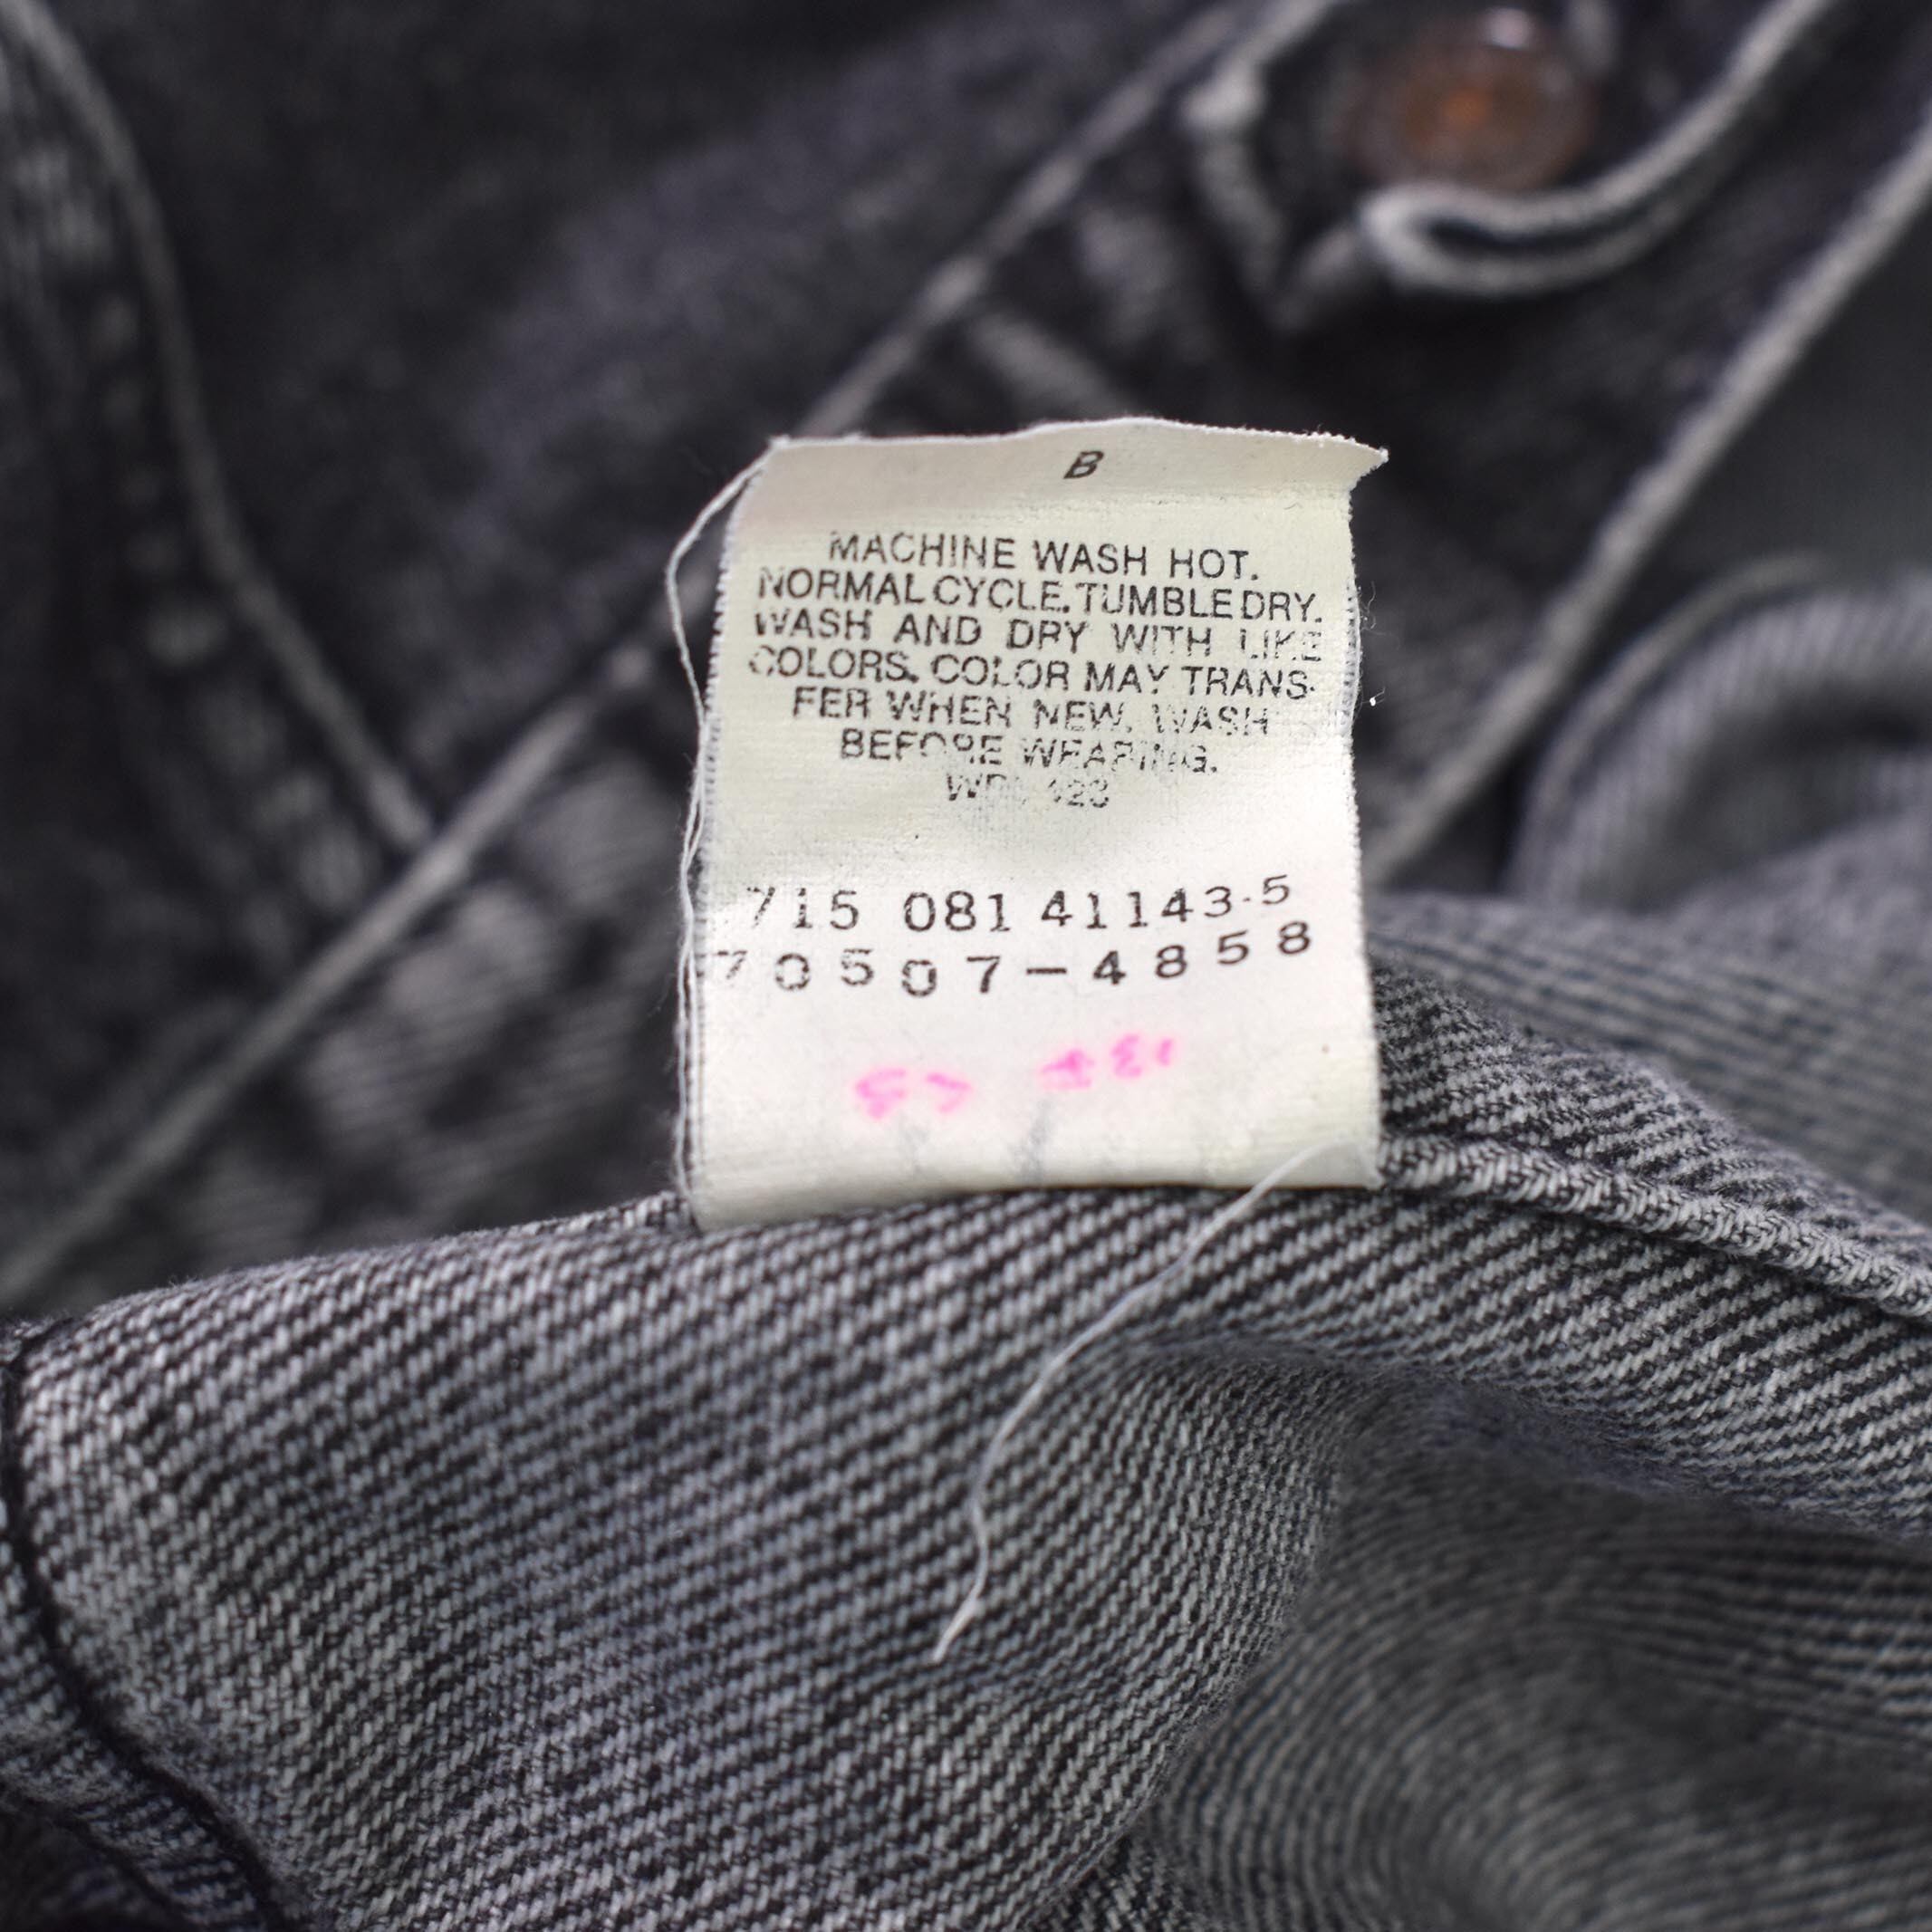 B
MACHINE WASH HOT.
NORMAL CYCLE. TUMBLE DRY.
WASH AND DRY WITH LIKE
COLORS. COLOR MAY TRANS-
FER WHEN NEW. WASH
BEFORE WEARING.
715 081 41143-5
70507-4858